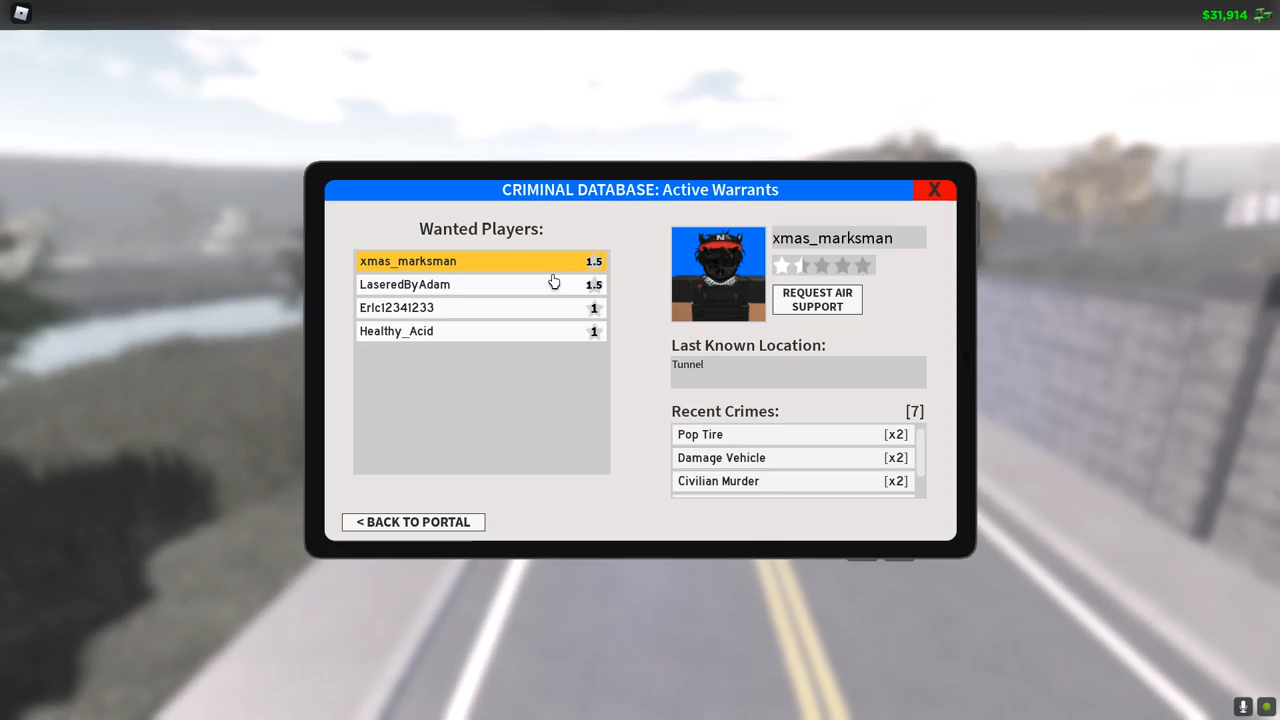 $31,914
CRIMINAL DATABASE: Active Warrants
X
Wanted Players:
xmas_marksman 1.5
LaseredByAdam 1.5
Eric12341233 1
Healthy_Acid 1
< BACK TO PORTAL
N
xmas_marksman
REQUEST AIR
SUPPORT
Last Known Location:
Tunnel
Recent Crimes: [7]
Pop Tire [x2]
Damage Vehicle [x2]
Civilian Murder [x2]